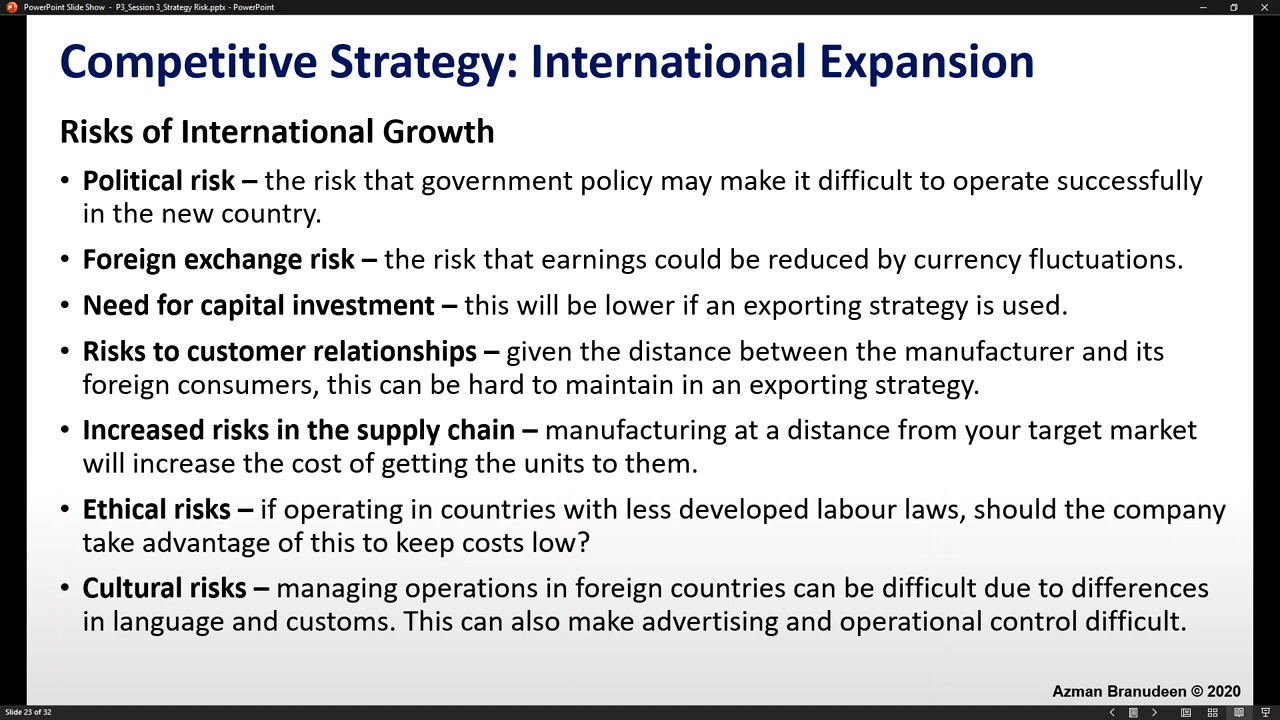 PowerPoint Slide Show - P3_Session 3_Strategy Risk.pptx - PowerPoint
Competitive Strategy: International Expansion
Risks of International Growth
• Political risk – the risk that government policy may make it difficult to operate successfully
in the new country.
• Foreign exchange risk – the risk that earnings could be reduced by currency fluctuations.
• Need for capital investment – this will be lower if an exporting strategy is used.
• Risks to customer relationships – given the distance between the manufacturer and its
foreign consumers, this can be hard to maintain in an exporting strategy.
• Increased risks in the supply chain – manufacturing at a distance from your target market
will increase the cost of getting the units to them.
• Ethical risks – if operating in countries with less developed labour laws, should the company
take advantage of this to keep costs low?
• Cultural risks – managing operations in foreign countries can be difficult due to differences
in language and customs. This can also make advertising and operational control difficult.
Azman Branudeen © 2020
Slide 23 of 32